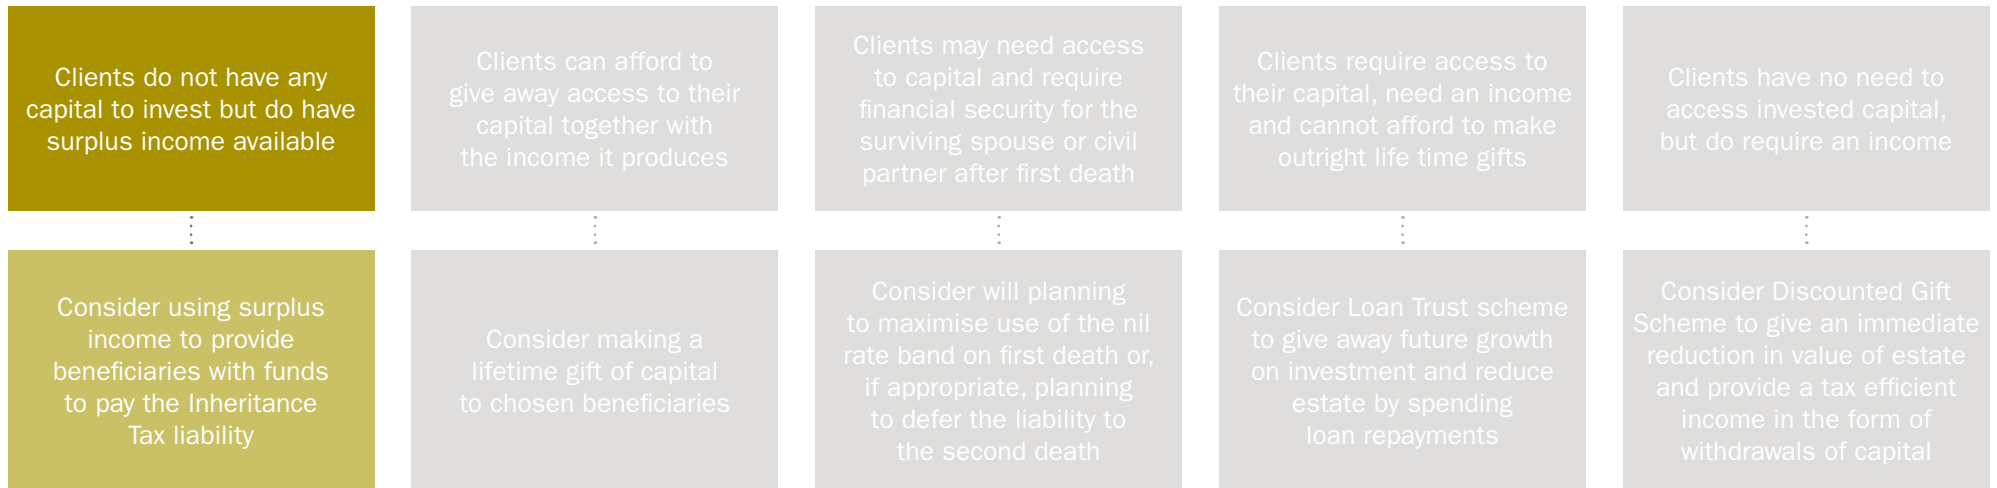 Clients do not have any
capital to invest but do have
surplus income available
Clients can afford to
give away access to their
capital together with
the income it produces
Clients may need access
to capital and require
financial security for the
surviving spouse or civil
partner after first death
Clients require access to
their capital, need an income
and cannot afford to make
outright life time gifts
Clients have no need to
access invested capital,
but do require an income
Consider using surplus
income to provide
beneficiaries with funds
to pay the Inheritance
Tax liability
Consider making a
lifetime gift of capital
to chosen beneficiaries
Consider will planning
to maximise use of the nil
rate band on first death or,
if appropriate, planning
to defer the liability to
the second death
Consider Loan Trust scheme
to give away future growth
on investment and reduce
estate by spending
loan repayments
Consider Discounted Gift
Scheme to give an immediate
reduction in value of estate
and provide a tax efficient
income in the form of
withdrawals of capital